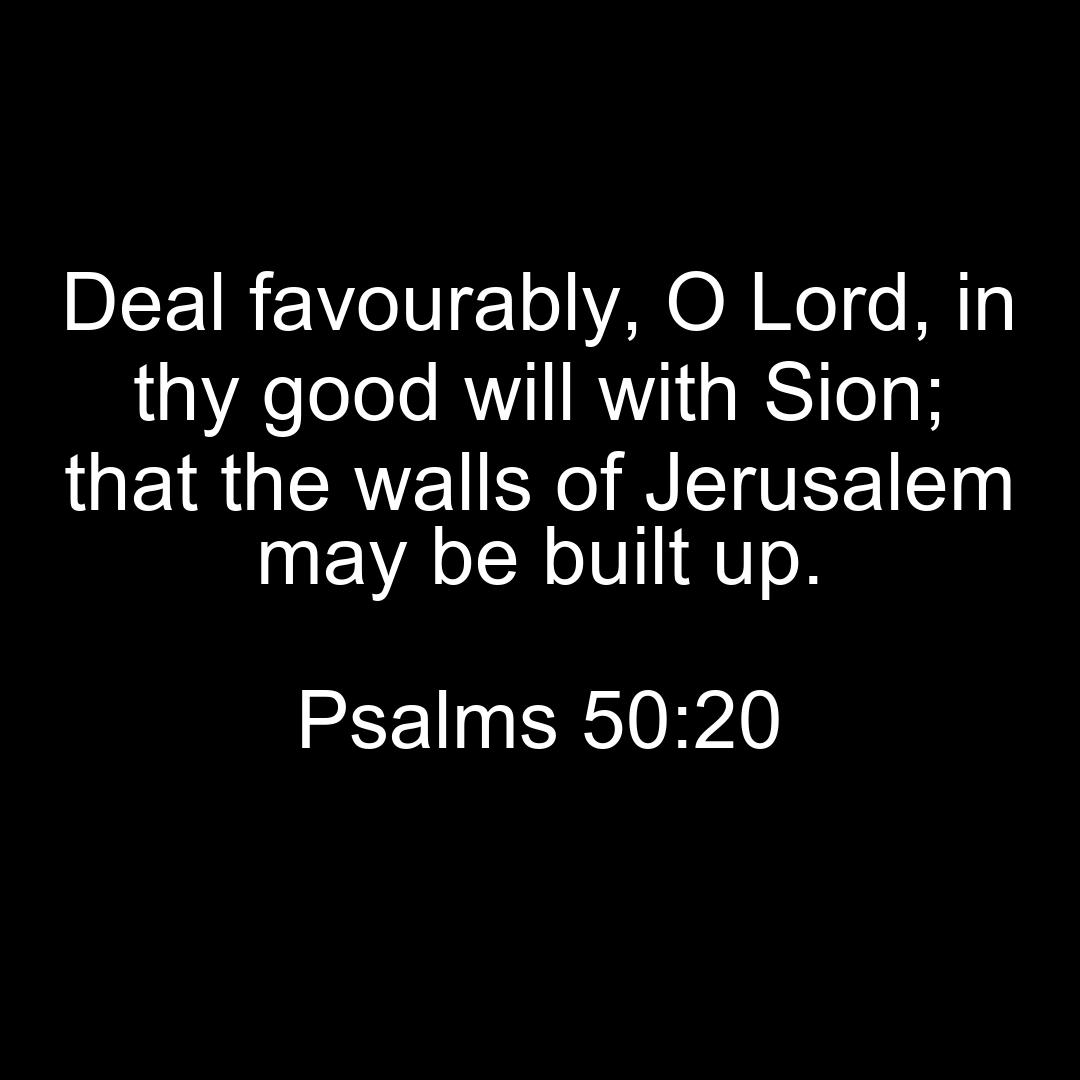 Deal favourably, O Lord, in
thy good will with Sion;
that the walls of Jerusalem
may be built up.
Psalms 50:20